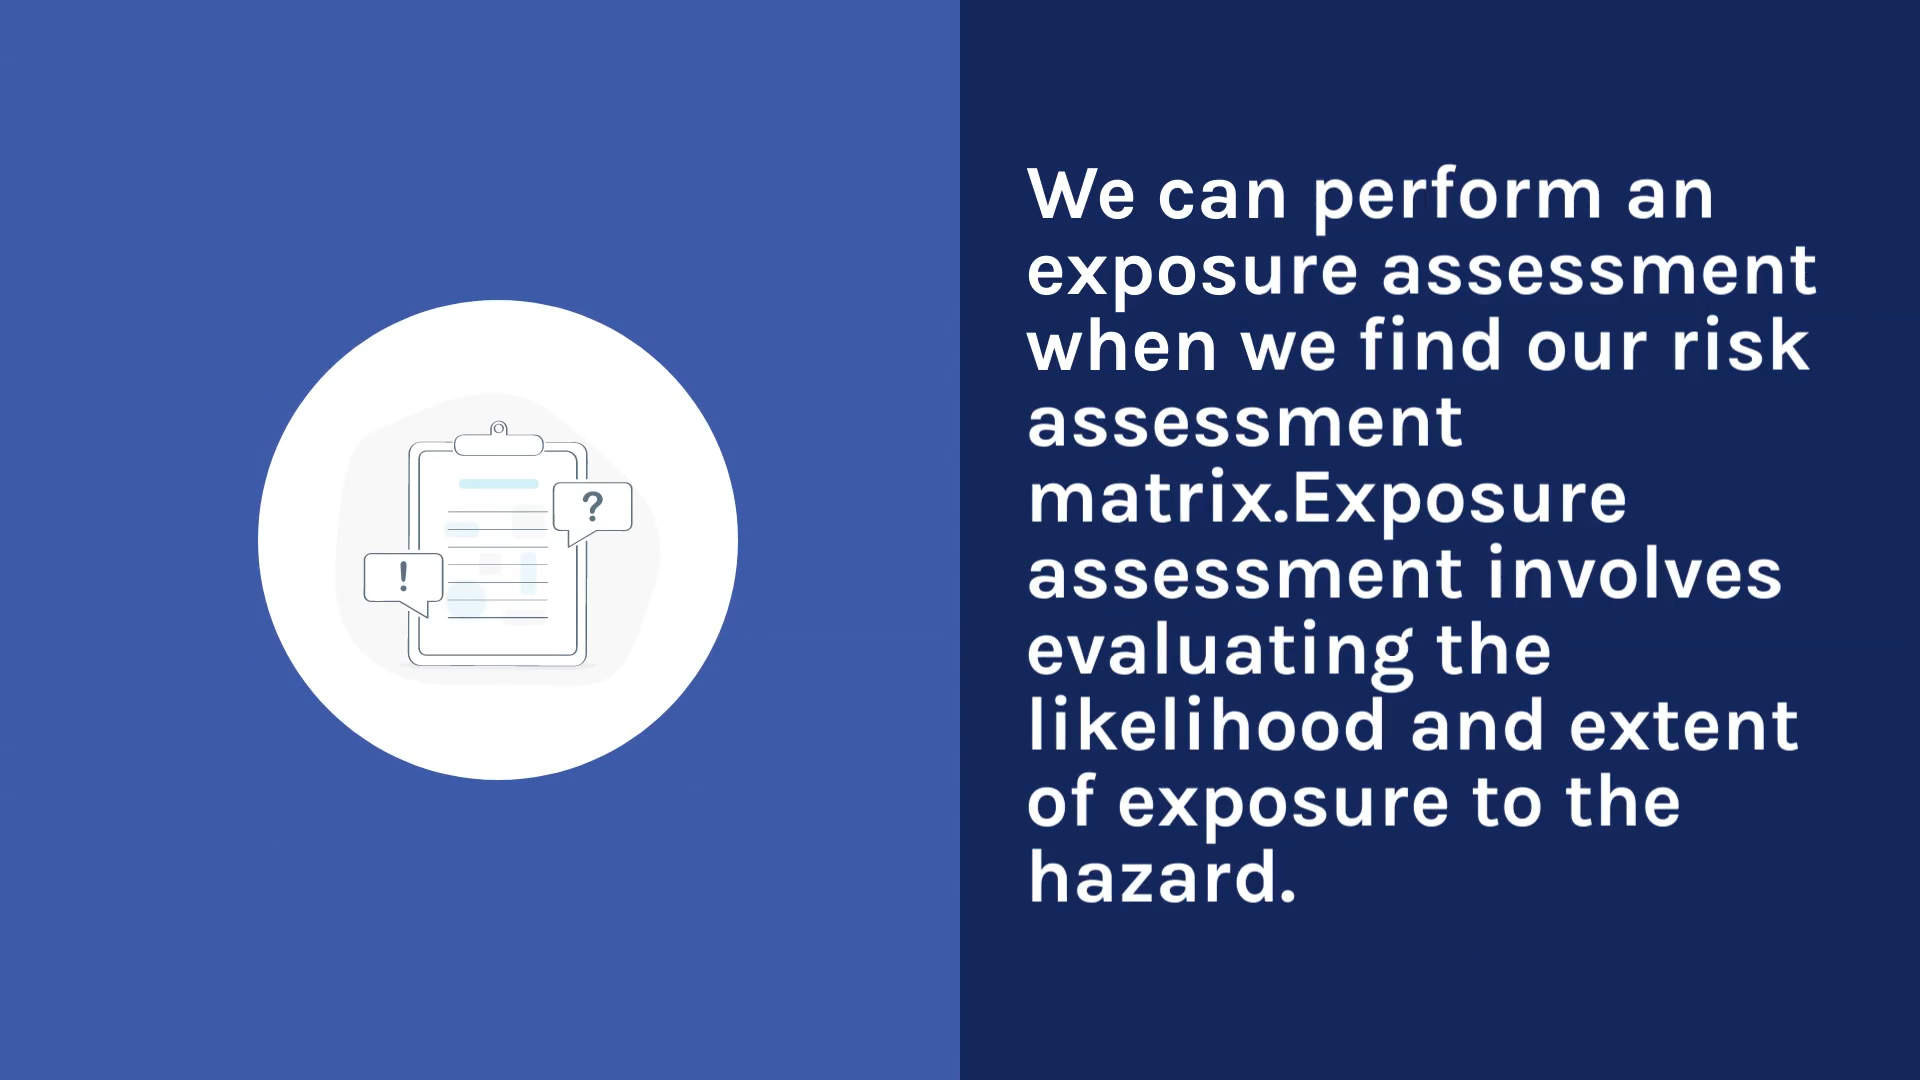 We can perform an
exposure assessment
when we find our risk
assessment
matrix.Exposure
assessment involves
evaluating the
likelihood and extent
of exposure to the
hazard.
?
!